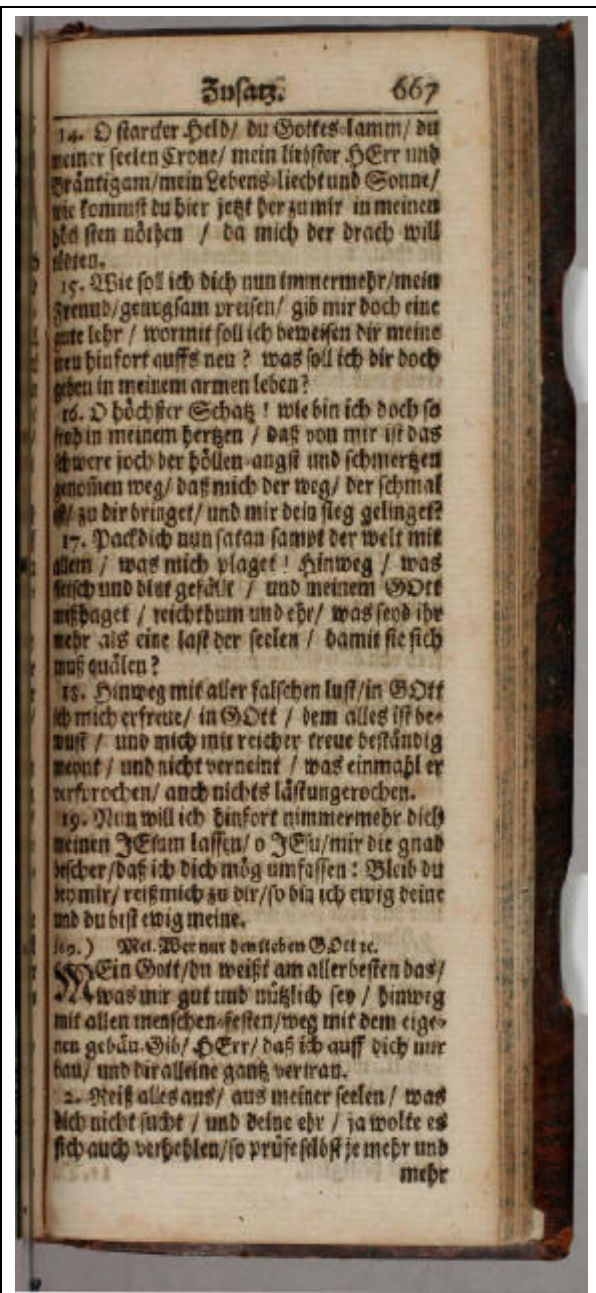 Zusatz. 667
14. O starcker Held/ du Gottes-lamm/ du
meiner seelen Crone/ mein liebster HErr und
Bräutigam/mein Lebens-liecht und Sonne/
wie kommst du hier jetzt her zu mir in meinen
sten nöthen / da mich der drach will
tödten.
15. Wie soll ich dich nun immermehr/mein
Freund/genugsam preisen/ gib mir doch eine
gute lehr / wormit soll ich beweisen dir meine
treu hinfort auffs neu ? was soll ich dir doch
geben in meinem armen leben?
16. O höchster Schatz ! wie bin ich doch so
froh in meinem hertzen / daß von mir ist das
schwere joch der höllen-angst und schmertzen
genom̃en weg/ daß mich der weg/ der schmal
ist/ zu dir bringet/ und mir dein sieg gelinget?
17. Pack dich nun satan sampt der welt mit
allem / was mich plaget ! Hinweg / was
fleisch und blut gefällt / und meinem GOtt
mißhaget / reichthum und ehr/ was seyd ihr
mehr als eine last der seelen / damit sie sich
muß quälen ?
18. Hinweg mit aller falschen lust/in GOtt
ich mich erfreue/ in GOtt / dem alles ist be-
wust / und mich mit reicher treue beständig
meynt / und nicht verneint / was einmahl er
versprochen/ auch nichts läst ungerochen.
19. Nun will ich hinfort nimmermehr dich
meinen JEsum lassen/ o JEsu/mir die gnad
bescher/daß ich dich mög umfassen : Bleib du
bey mir/ reiß mich zu dir/so bin ich ewig deine
und du bist ewig meine.
Mel. Wer nur den lieben GOtt ꝛc.
MEin Gott/du weißt am allerbesten das/
was mir gut und nützlich sey / hinweg
mit allen menschen-festen/weg mit dem eige-
nen gebäu. Gib/ HErr/ daß ich auff dich nur
bau/ und dir alleine gantz vertrau.
2. Reiß alles aus/ aus meiner seelen / was
dich nicht sucht / und deine ehr / ja wolte es
sich auch verhehlen/so prüfe selbst je mehr und
mehr